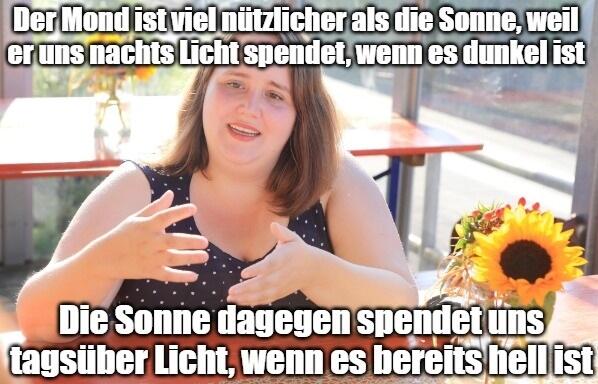 Der Mond ist viel nützlicher als die Sonne, weil
er uns nachts Licht spendet, wenn es dunkel ist
Die Sonne dagegen spendet uns
tagsüber Licht, wenn es bereits hell ist